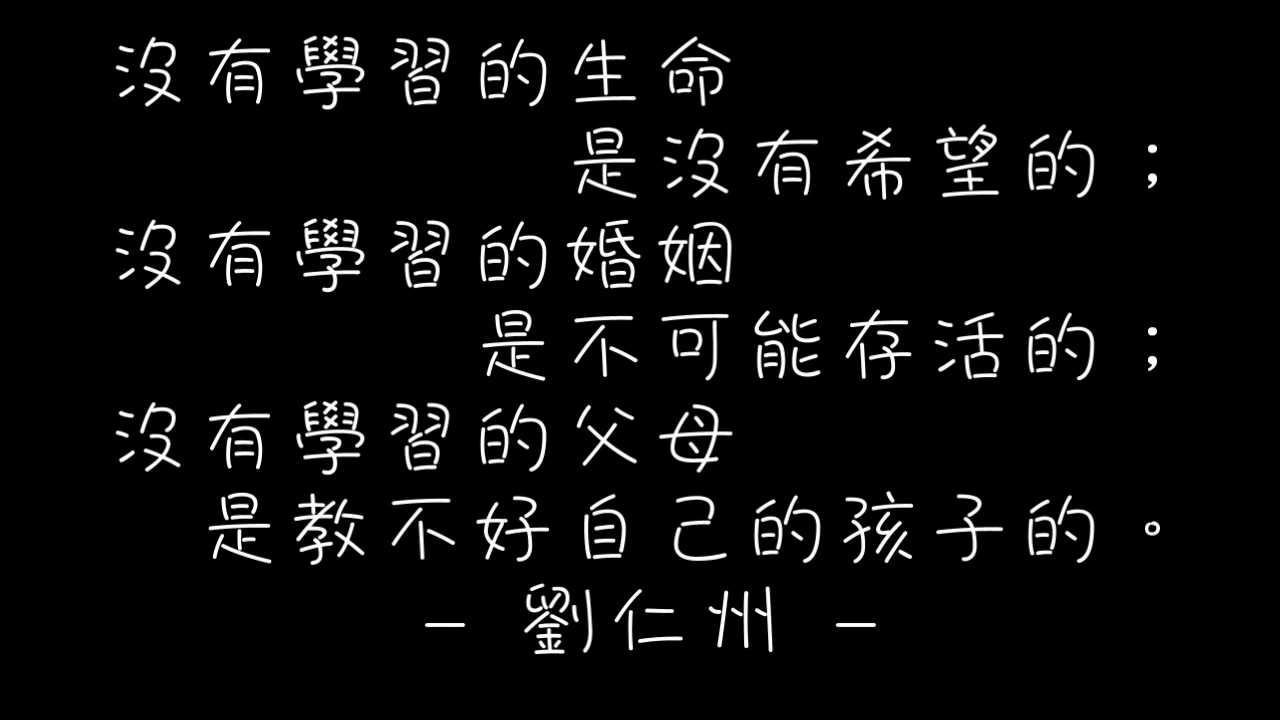 沒有學習的生命
是沒有希望的；
沒有學習的婚姻
是不可能存活的；
沒有學習的父母
是教不好自己的孩子的。
– 劉仁州 –